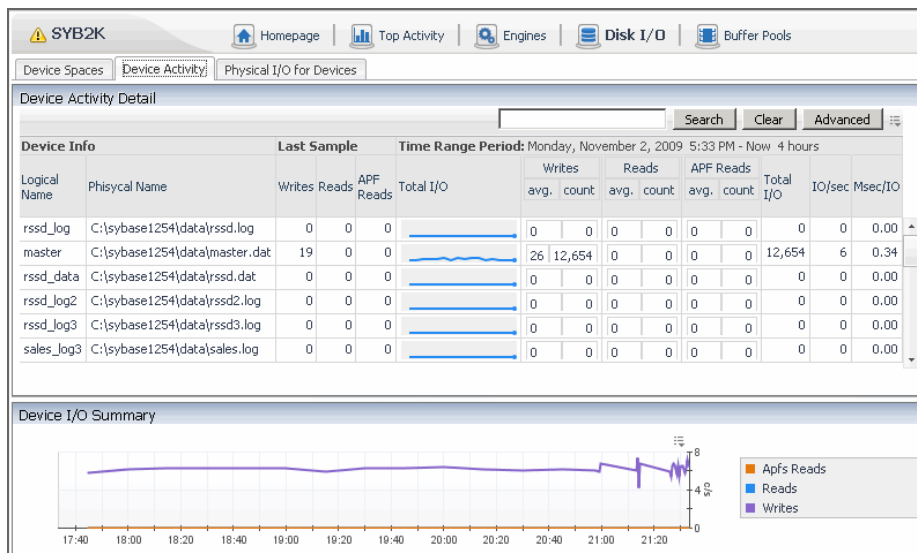 SYB2K Homepage Top Activity Engines Disk I/O Buffer Pools
Device Spaces Device Activity Physical I/O for Devices
Device Activity Detail
Search Clear Advanced
Device Info Last Sample Time Range Period: Monday, November 2, 2009 5:33 PM - Now 4 hours
Logical Name Phisycal Name Writes Reads APF Reads Total I/O Writes avg. count Reads avg. count APF Reads avg. count Total I/O IO/sec Msec/IO
rssd_log C:\sybase1254\data\rssd.log 0 0 0 0 0 0 0 0 0 0 0 0.00
master C:\sybase1254\data\master.dat 19 0 0 26 12,654 0 0 0 0 12,654 6 0.34
rssd_data C:\sybase1254\data\rssd.dat 0 0 0 0 0 0 0 0 0 0 0 0.00
rssd_log2 C:\sybase1254\data\rssd2.log 0 0 0 0 0 0 0 0 0 0 0 0.00
rssd_log3 C:\sybase1254\data\rssd3.log 0 0 0 0 0 0 0 0 0 0 0 0.00
sales_log3 C:\sybase1254\data\sales.log 0 0 0 0 0 0 0 0 0 0 0 0.00
Device I/O Summary
8
4
0
c/s
Apfs Reads
Reads
Writes
17:40 18:00 18:20 18:40 19:00 19:20 19:40 20:00 20:20 20:40 21:00 21:20